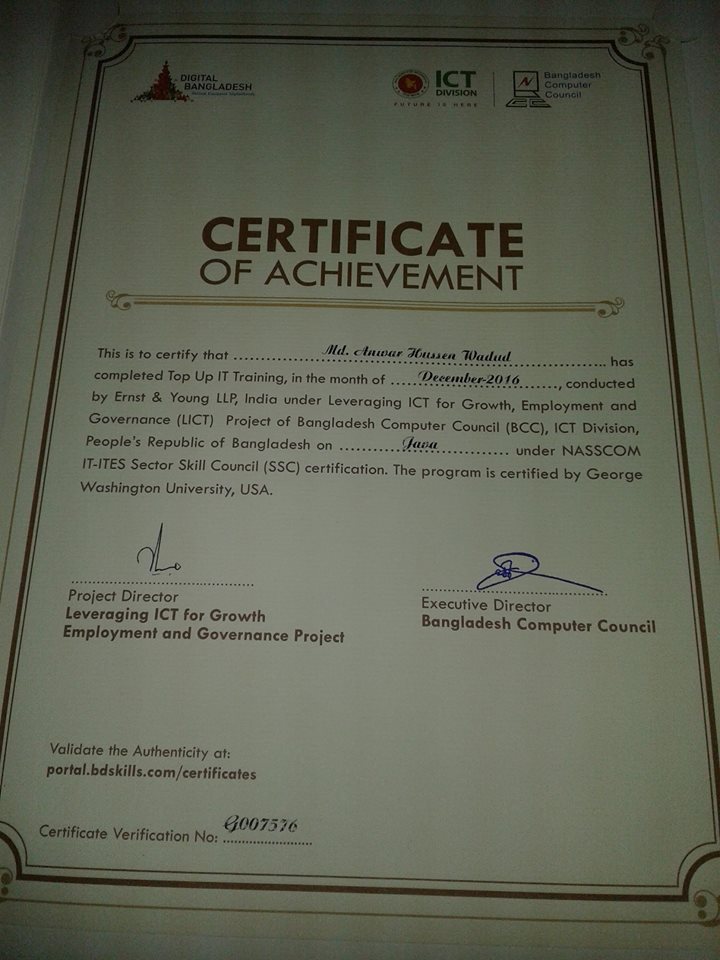 DIGITAL
BANGLADESH
ICT
DIVISION
FUTURE IS HERE
Bangladesh
Computer
Council
CERTIFICATE
OF ACHIEVEMENT
This is to certify that ........ Md. Anwar Hussen Wadud ........ has
completed Top Up IT Training, in the month of ...... December-2016 ......, conducted
by Ernst & Young LLP, India under Leveraging ICT for Growth, Employment and
Governance (LICT) Project of Bangladesh Computer Council (BCC), ICT Division,
People's Republic of Bangladesh on ........ Java ........ under NASSCOM
IT-ITES Sector Skill Council (SSC) certification. The program is certified by George
Washington University, USA.
Project Director
Leveraging ICT for Growth
Employment and Governance Project
Executive Director
Bangladesh Computer Council
Validate the Authenticity at:
portal.bdskills.com/certificates
Certificate Verification No: G007576